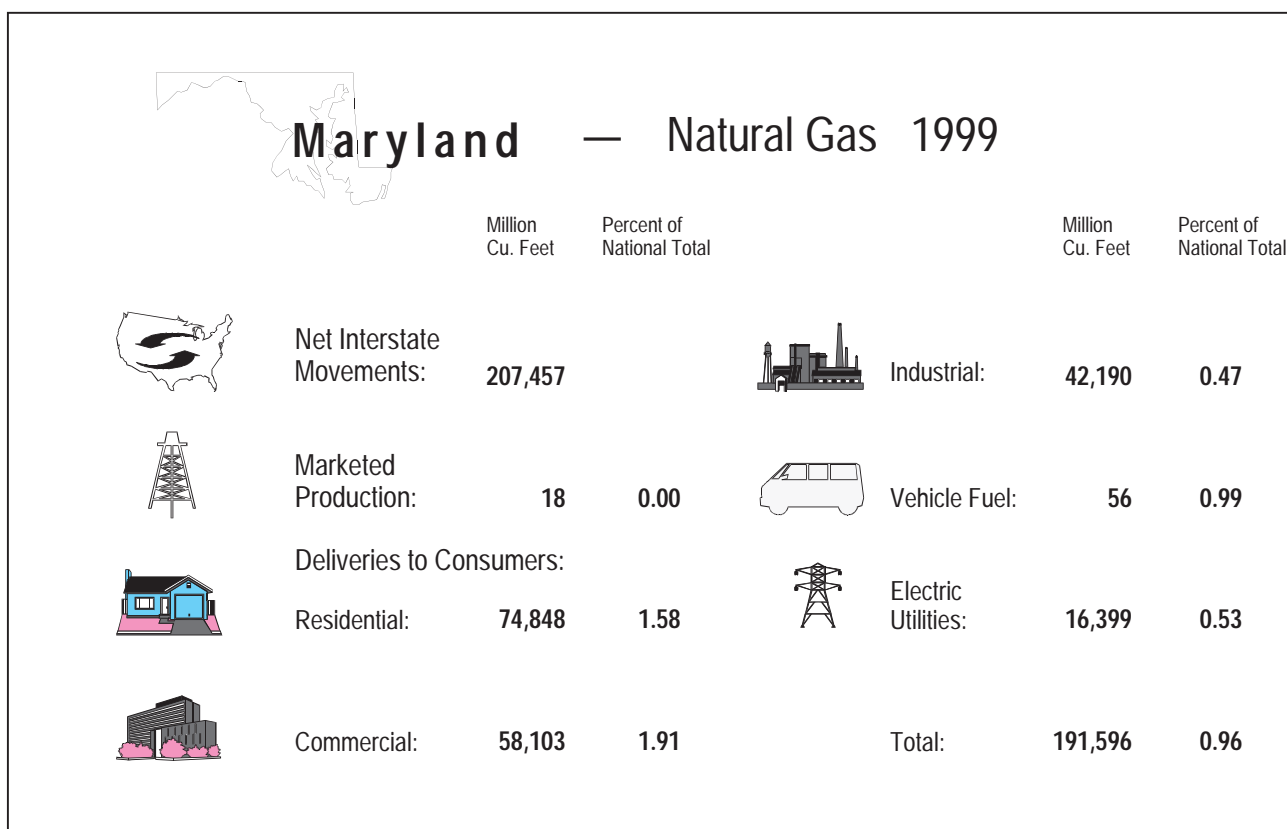 Maryland — Natural Gas 1999
Million
Cu. Feet
Percent of
National Total
Million
Cu. Feet
Percent of
National Total
Net Interstate
Movements: 207,457
Industrial: 42,190 0.47
Marketed
Production: 18 0.00
Vehicle Fuel: 56 0.99
Deliveries to Consumers:
Residential: 74,848 1.58
Electric
Utilities: 16,399 0.53
Commercial: 58,103 1.91
Total: 191,596 0.96